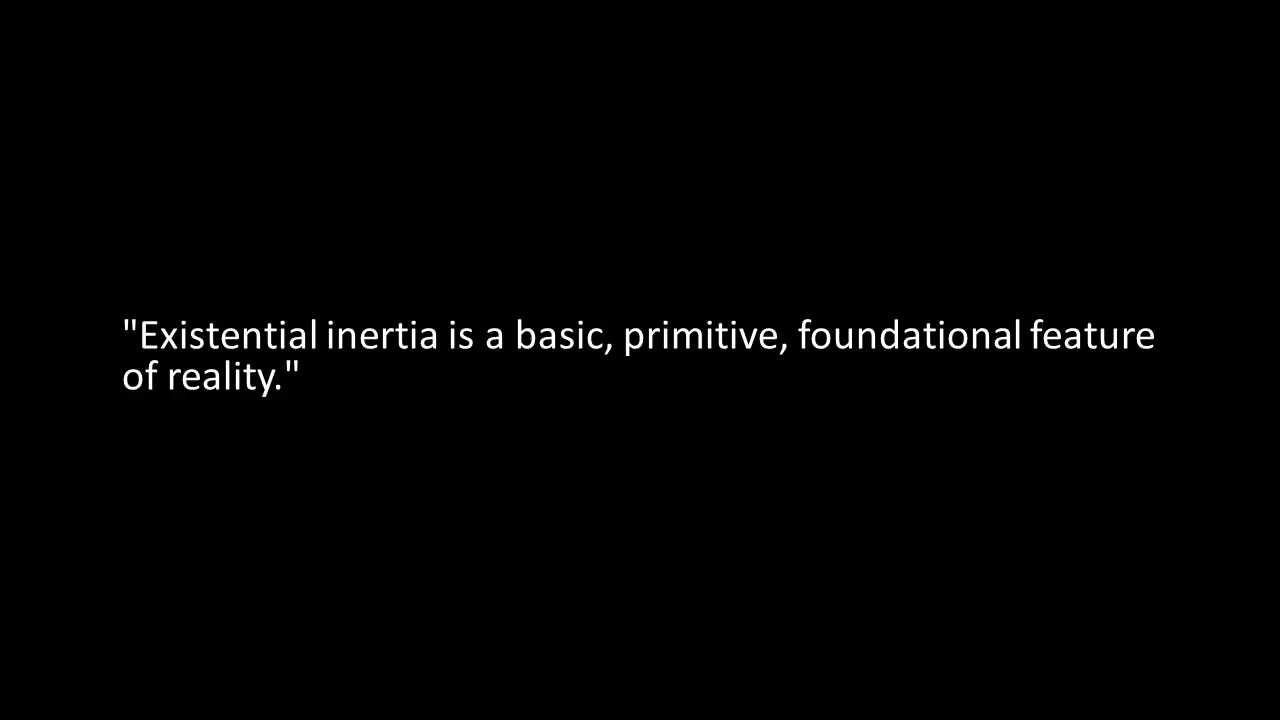 "Existential inertia is a basic, primitive, foundational feature
of reality."